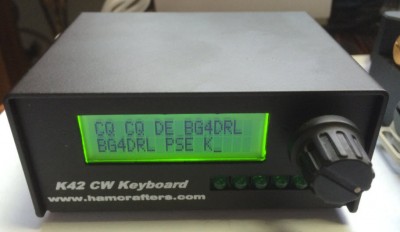 CQ CQ DE BG4DRL
BG4DRL PSE K_
K42 CW Keyboard
www.hamcrafters.com